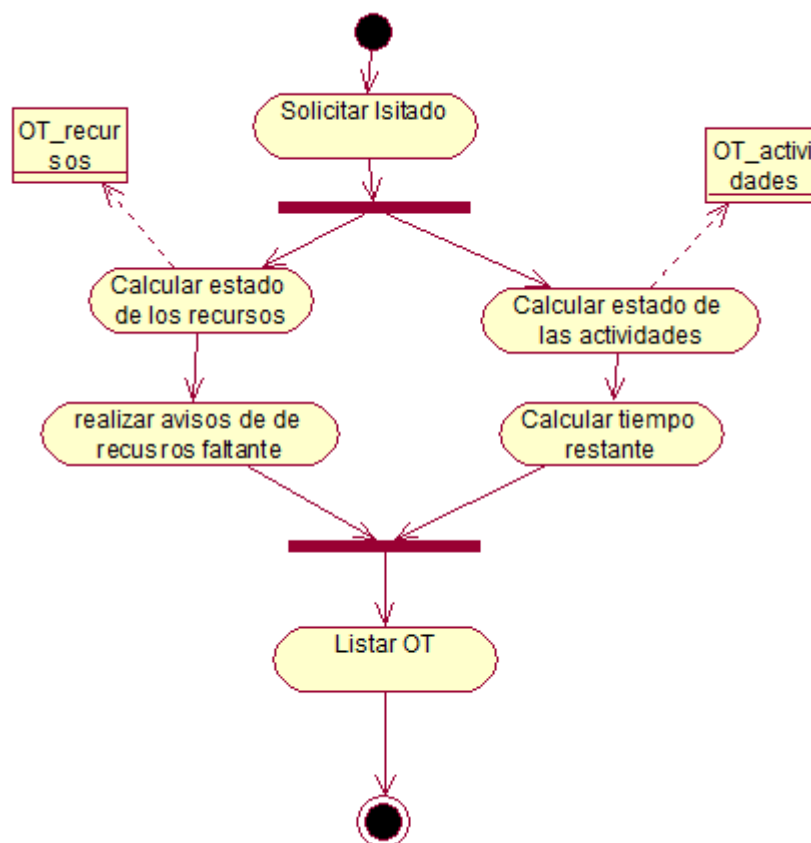 Solicitar lsitado
OT_recur
sos
OT_activi
dades
Calcular estado
de los recursos
Calcular estado de
las actividades
realizar avisos de de
recusros faltante
Calcular tiempo
restante
Listar OT